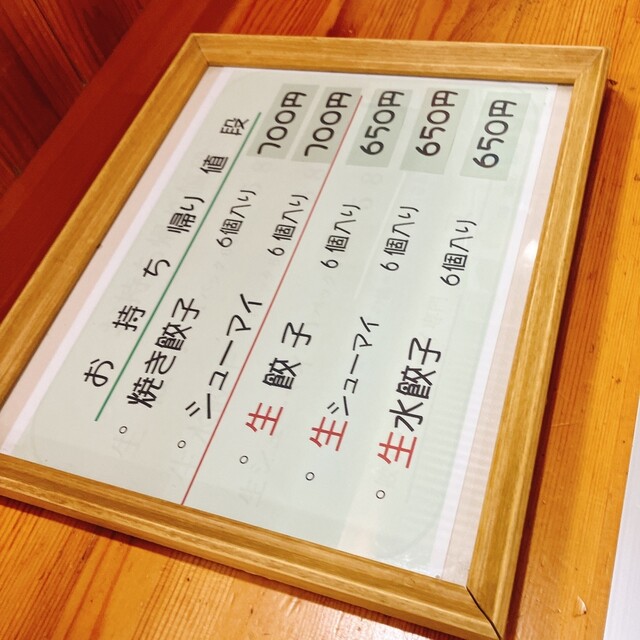 お持ち帰り値段
。焼き餃子 6個入り 700円
。シューマイ 6個入り 700円
。生餃子 6個入り 650円
。生シューマイ 6個入り 650円
。生水餃子 6個入り 650円